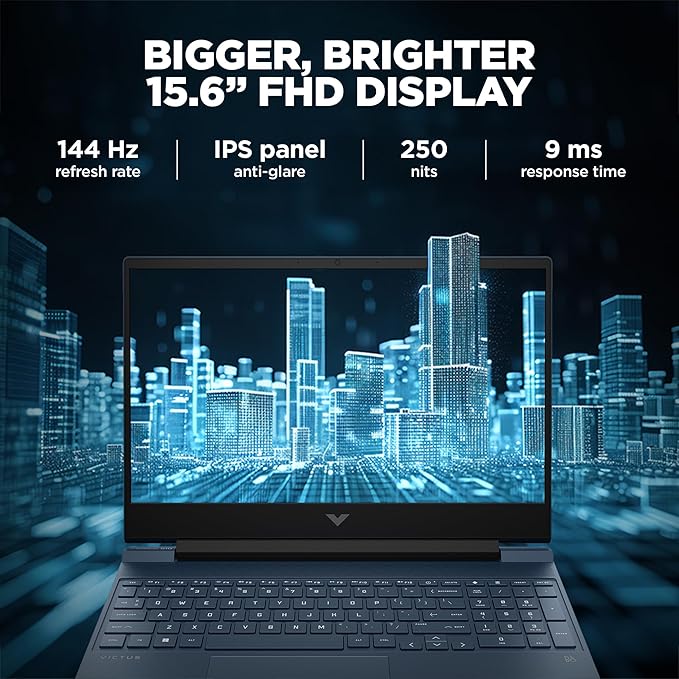 BIGGER, BRIGHTER
15.6” FHD DISPLAY
144 Hz
refresh rate
IPS panel
anti-glare
250
nits
9 ms
response time
Q W E R T Y U I O P
A S D F G H J K L
Z X C V B N M
VICTUS